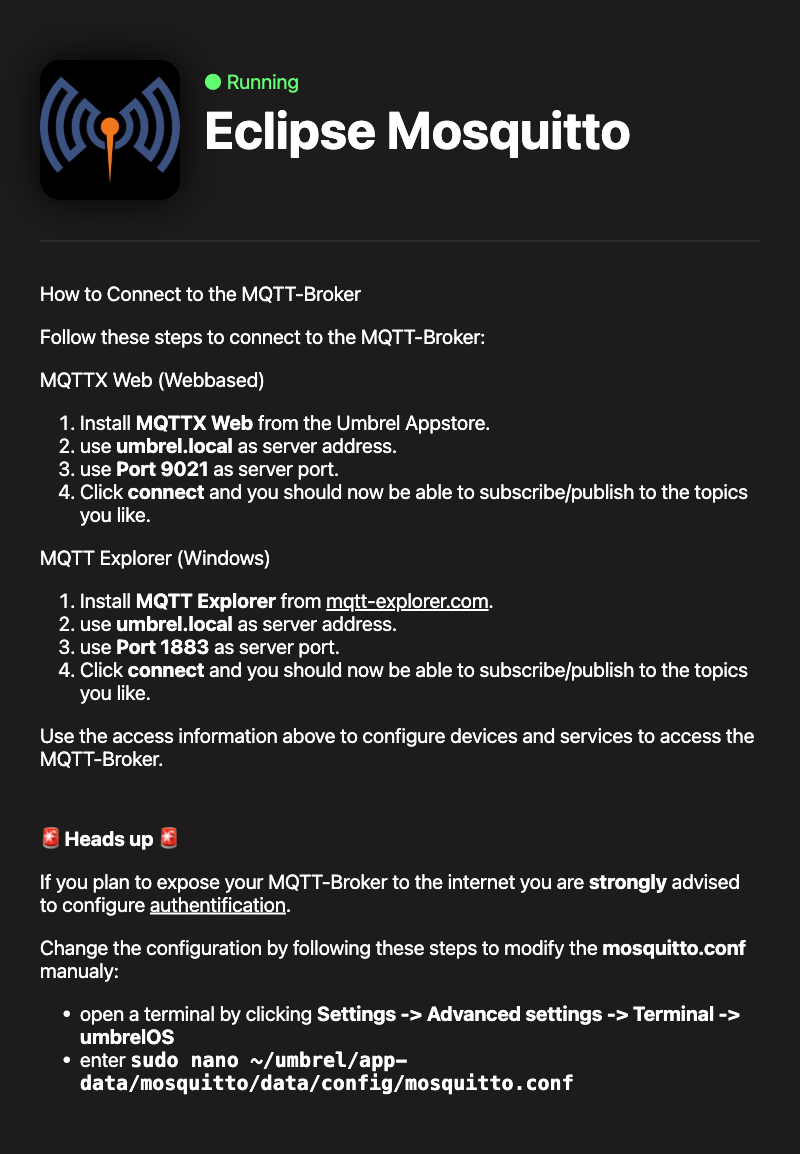 Running
Eclipse Mosquitto
How to Connect to the MQTT-Broker
Follow these steps to connect to the MQTT-Broker:
MQTTX Web (Webbased)
1. Install MQTTX Web from the Umbrel Appstore.
2. use umbrel.local as server address.
3. use Port 9021 as server port.
4. Click connect and you should now be able to subscribe/publish to the topics
you like.
MQTT Explorer (Windows)
1. Install MQTT Explorer from mqtt-explorer.com.
2. use umbrel.local as server address.
3. use Port 1883 as server port.
4. Click connect and you should now be able to subscribe/publish to the topics
you like.
Use the access information above to configure devices and services to access the
MQTT-Broker.
🚨 Heads up 🚨
If you plan to expose your MQTT-Broker to the internet you are strongly advised
to configure authentification.
Change the configuration by following these steps to modify the mosquitto.conf
manualy:
• open a terminal by clicking Settings -> Advanced settings -> Terminal ->
umbrelOS
• enter sudo nano ~/umbrel/app-
data/mosquitto/data/config/mosquitto.conf